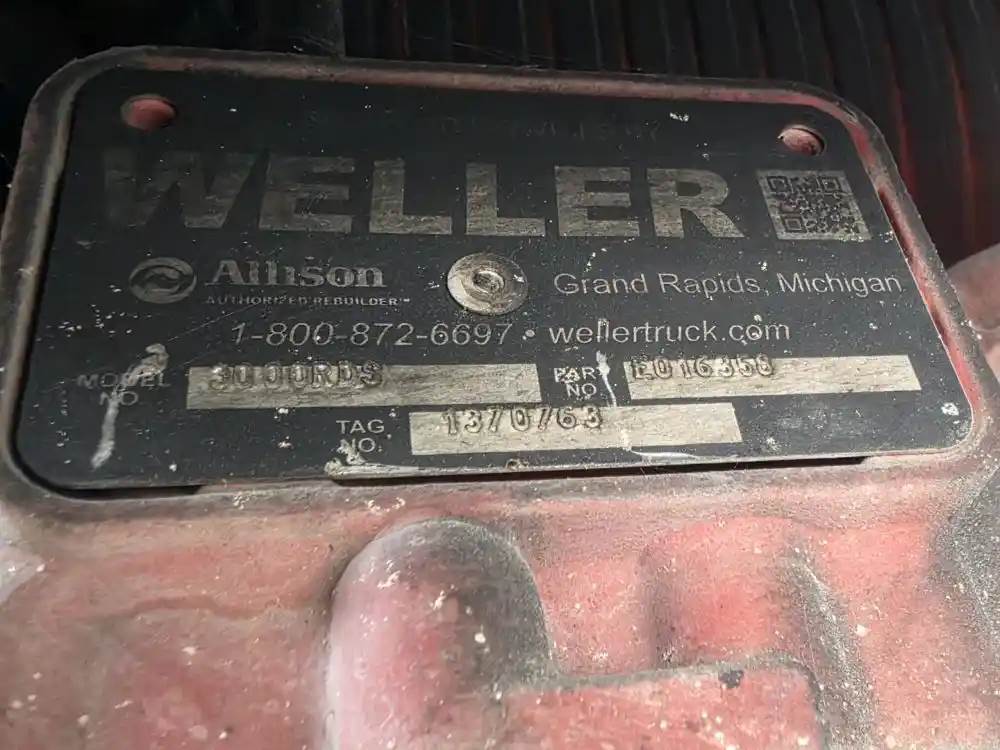 WELLER
Allison
AUTHORIZED REBUILDER™
Grand Rapids, Michigan
1-800-872-6697 • wellertruck.com
MODEL NO 3000RDS
PART NO E016358
TAG NO. 1370763